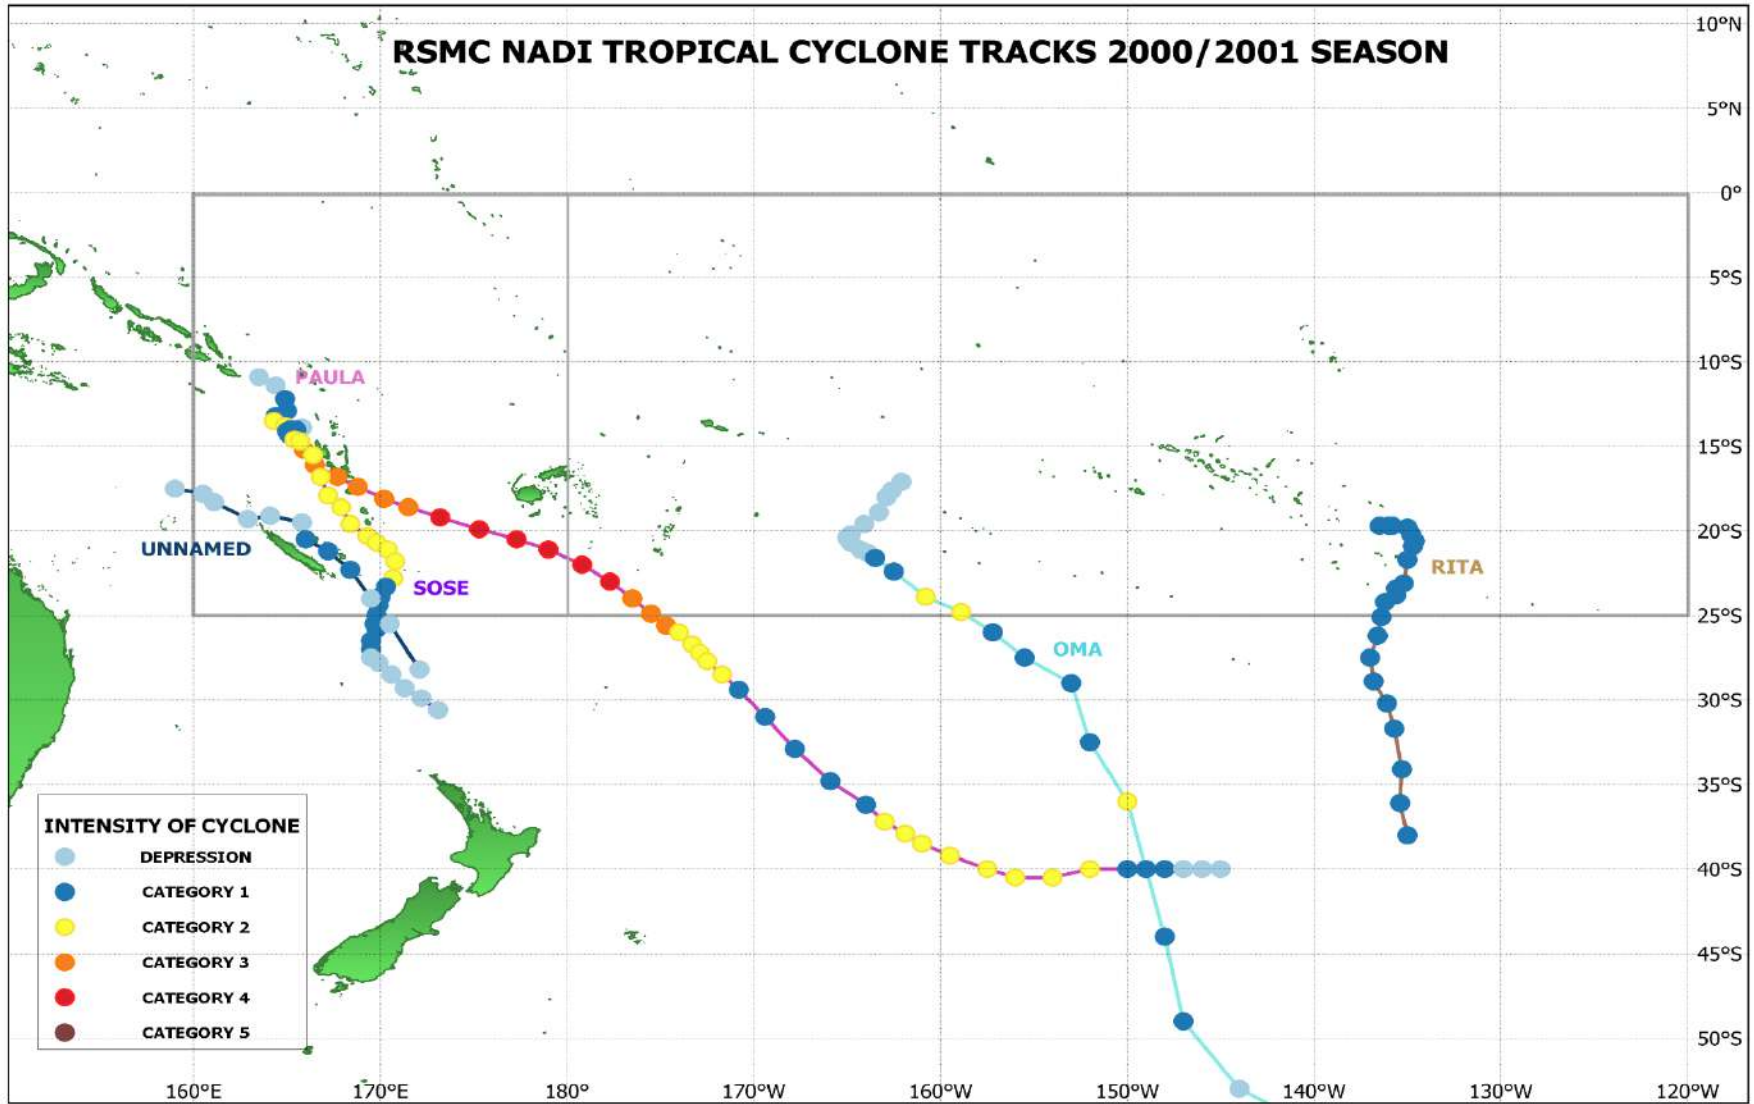 RSMC NADI TROPICAL CYCLONE TRACKS 2000/2001 SEASON
10°N
5°N
0°
5°S
10°S
PAULA
15°S
20°S
UNNAMED
RITA
SOSE
25°S
OMA
30°S
35°S
INTENSITY OF CYCLONE
DEPRESSION
40°S
CATEGORY 1
CATEGORY 2
45°S
CATEGORY 3
CATEGORY 4
CATEGORY 5
50°S
160°E 170°E 180° 170°W 160°W 150°W 140°W 130°W 120°W